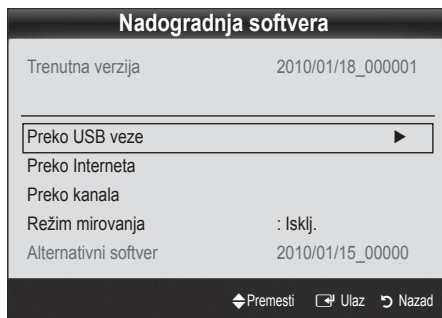 Nadogradnja softvera
Trenutna verzija 2010/01/18_000001
Preko USB veze ►
Preko Interneta
Preko kanala
Režim mirovanja : Isklj.
Alternativni softver 2010/01/15_00000
Premesti Ulaz Nazad